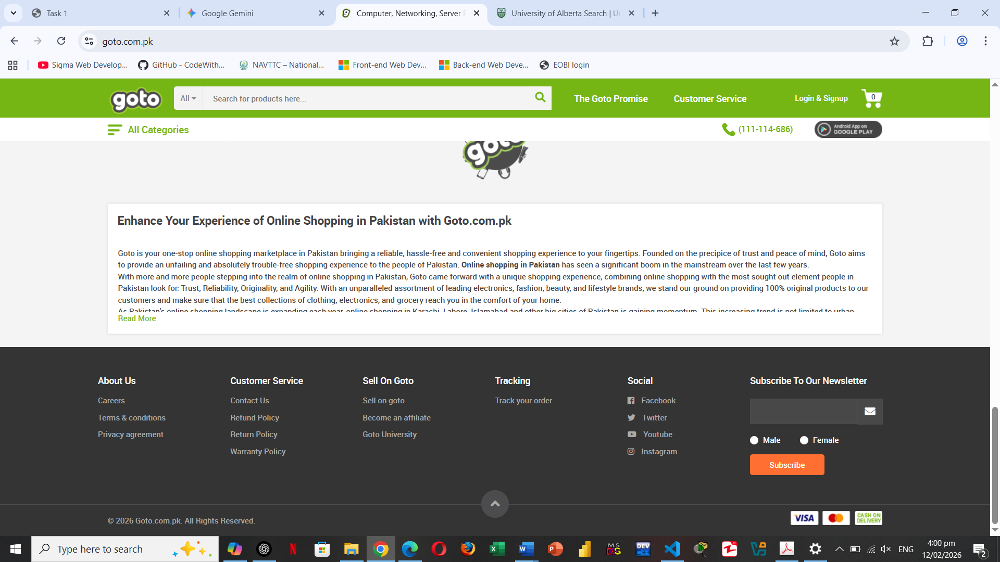 Task 1
Google Gemini
Computer, Networking, Server
University of Alberta Search | U
goto.com.pk
Sigma Web Develop...
GitHub - CodeWith...
NAVTTC – National...
Front-end Web Dev...
Back-end Web Deve...
EOBI login
goto
All
Search for products here...
The Goto Promise
Customer Service
Login & Signup
0
All Categories
(111-114-686)
Android App on
GOOGLE PLAY
goto
Enhance Your Experience of Online Shopping in Pakistan with Goto.com.pk
Goto is your one-stop online shopping marketplace in Pakistan bringing a reliable, hassle-free and convenient shopping experience to your fingertips. Founded on the precipice of trust and peace of mind, Goto aims
to provide an unfailing and absolutely trouble-free shopping experience to the people of Pakistan. Online shopping in Pakistan has seen a significant boom in the mainstream over the last few years.
With more and more people stepping into the realm of online shopping in Pakistan, Goto came forward with a unique shopping experience, combining online shopping with the most sought out element people in
Pakistan look for: Trust, Reliability, Originality, and Agility. With an unparalleled assortment of leading electronics, fashion, beauty, and lifestyle brands, we stand our ground on providing 100% original products to our
customers and make sure that the best collections of clothing, electronics, and grocery reach you in the comfort of your home.
As Pakistan's online shopping landscape is expanding each year, online shopping in Karachi, Lahore, Islamabad and other big cities of Pakistan is gaining momentum. This increasing trend is not limited to urban
Read More
About Us
Careers
Terms & conditions
Privacy agreement
Customer Service
Contact Us
Refund Policy
Return Policy
Warranty Policy
Sell On Goto
Sell on goto
Become an affiliate
Goto University
Tracking
Track your order
Social
Facebook
Twitter
Youtube
Instagram
Subscribe To Our Newsletter
Male
Female
Subscribe
© 2026 Goto.com.pk. All Rights Reserved.
VISA
CASH ON
DELIVERY
Type here to search
ENG
4:00 pm
12/02/2026
2